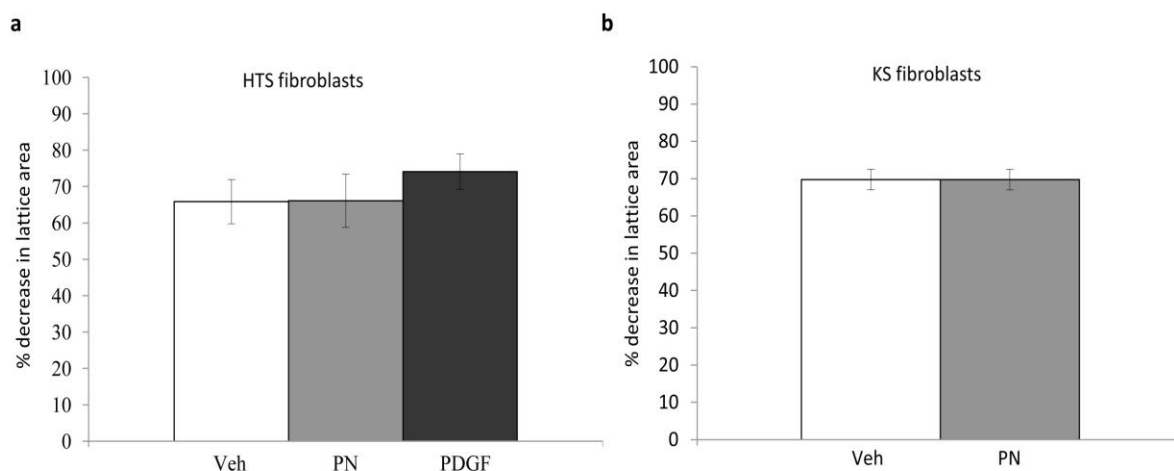 a
HTS fibroblasts
% decrease in lattice area
100
90
80
70
60
50
40
30
20
10
0
Veh PN PDGF
b
KS fibroblasts
% decrease in lattice area
100
90
80
70
60
50
40
30
20
10
0
Veh PN